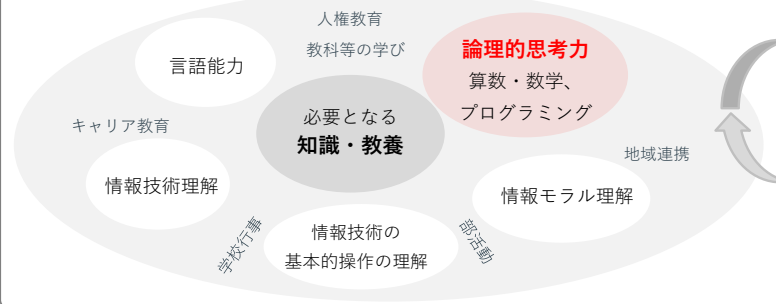 人権教育
教科等の学び
言語能力
論理的思考力
算数・数学、
プログラミング
必要となる
知識・教養
キャリア教育
地域連携
情報技術理解
情報モラル理解
学校行事
情報技術の
基本的操作の理解
部活動